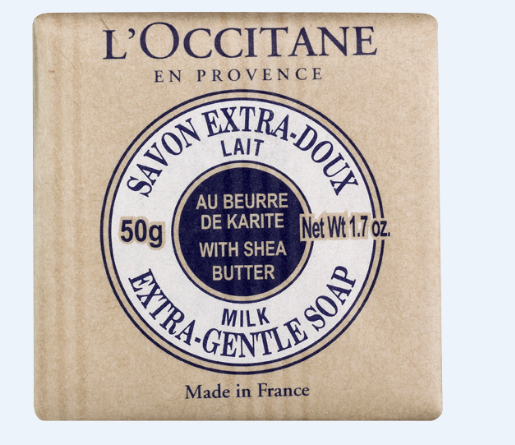 L'OCCITANE
EN PROVENCE
SAVON EXTRA-DOUX
LAIT
AU BEURRE
DE KARITE
50g
Net Wt 1.7 oz.
WITH SHEA
BUTTER
MILK
EXTRA-GENTLE SOAP
Made in France